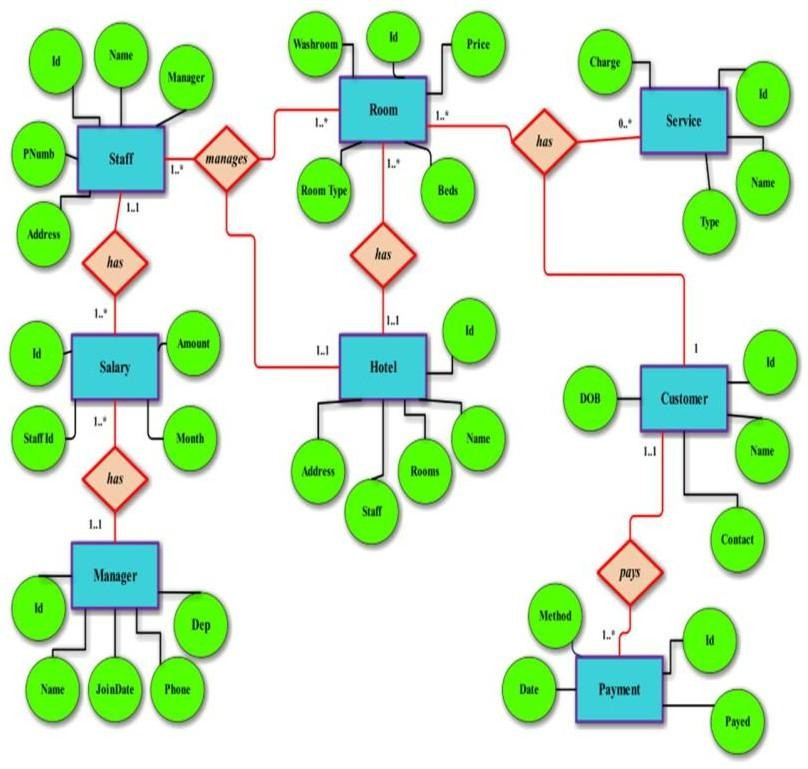 Washroom
Id
Price
Id
Name
Manager
Charge
Id
Room
Service
Staff
PNumb
1..*
manages
1..*
1..*
has
0..*
1..*
Name
Room Type
Beds
Type
Address
1..1
has
has
1..*
1..1
Id
1..1
1
Id
Salary
Amount
Hotel
Customer
Id
DOB
1..*
Staff Id
Month
Address
Rooms
Name
1..1
Name
has
Staff
Contact
1..1
pays
Manager
Id
Dep
Method
1..*
Id
Name
JoinDate
Phone
Date
Payment
Payed